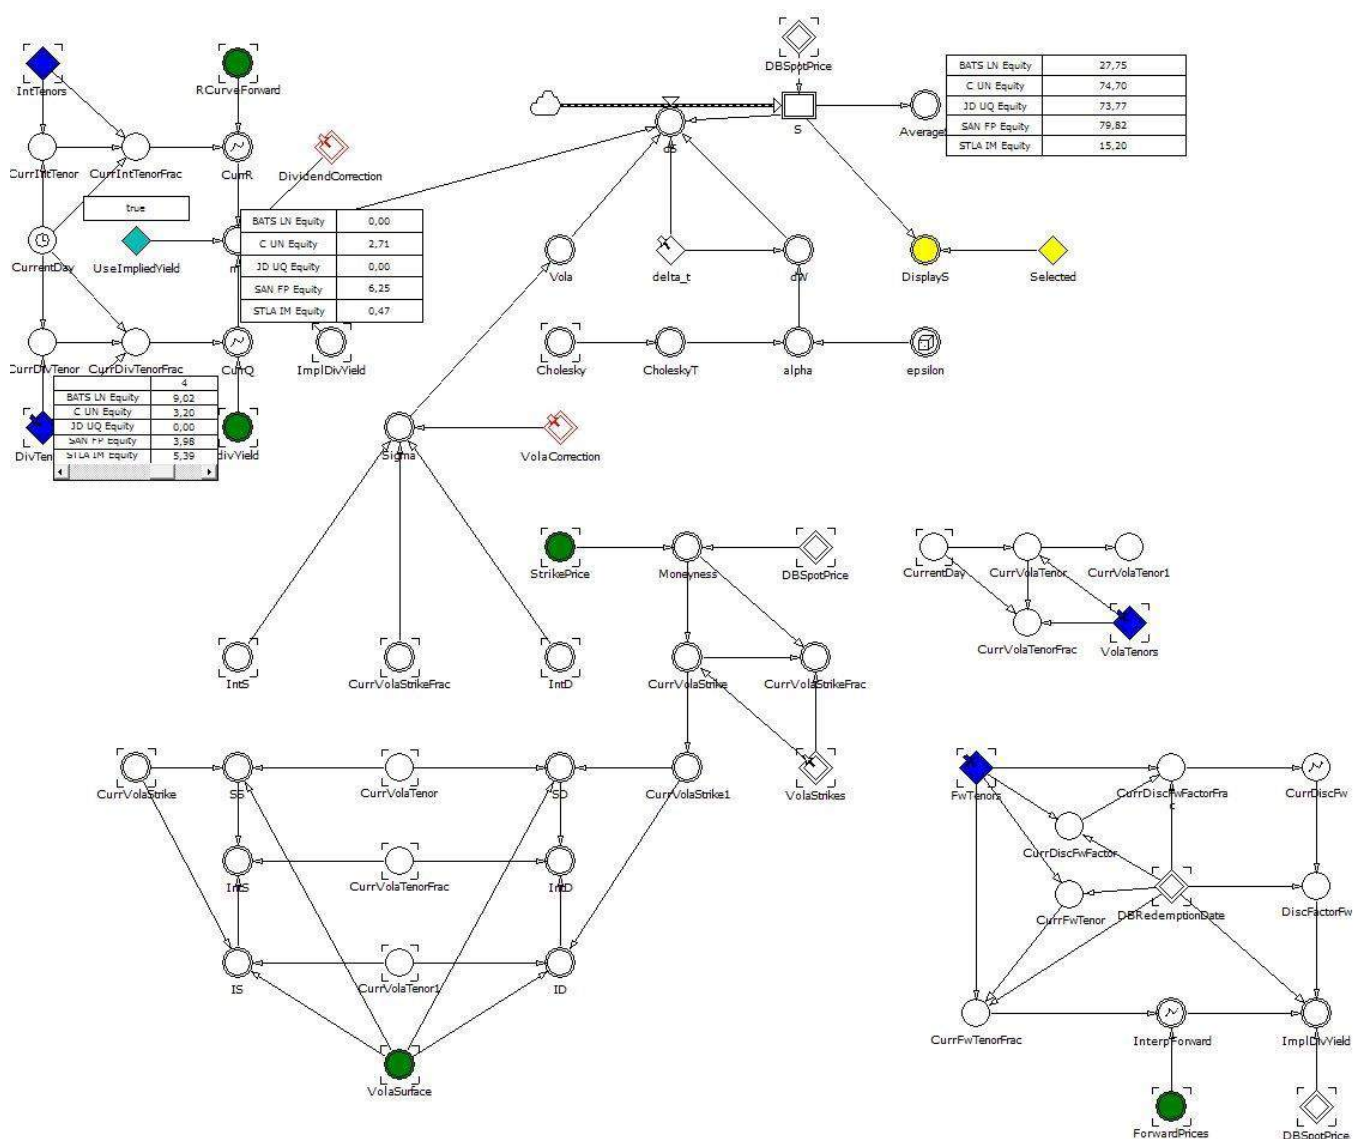 DBSpotPrice
IntTenors
RCurveForward
BATS LN Equity 27,75
C UN Equity 74,70
JD UQ Equity 73,77
SAN FP Equity 79,82
STLA IM Equity 15,20
S
dS
CurrIntTenor
CurrIntTenorFrac
CurrR
DividendCorrection
true
BATS LN Equity 0,00
C UN Equity 2,71
JD UQ Equity 0,00
SAN FP Equity 6,25
STLA IM Equity 0,47
CurrentDay
UseImpliedYield
Vola
delta_t
dW
DisplayS
Selected
CurrDivTenor
CurrDivTenorFrac
CurrQ
ImplDivYield
Cholesky
CholeskyT
alpha
epsilon
4
BATS LN Equity 9,02
C UN Equity 3,20
JD UQ Equity 0,00
SAN FP Equity 3,98
STLA IM Equity 5,39
DivTen
divYield
Sigma
VolaCorrection
StrikePrice
Moneyness
DBSpotPrice
CurrentDay
CurrVolaTenor
CurrVolaTenor1
CurrVolaTenorFrac
VolaTenors
IntS
CurrVolaStrikeFrac
IntD
CurrVolaStrike
CurrVolaStrikeFrac
CurrVolaStrike
SS
CurrVolaTenor
SD
CurrVolaStrike1
VolaStrikes
FwTenors
CurrDiscFwFactorFra
c
CurrDiscFw
CurrDiscFwFactor
IntS
CurrVolaTenorFrac
IntD
CurrFwTenor
DBRedemptionDate
DiscFactorFw
IS
CurrVolaTenor1
ID
CurrFwTenorFrac
InterpForward
ImplDivYield
VolaSurface
ForwardPrices
DBSpotPrice